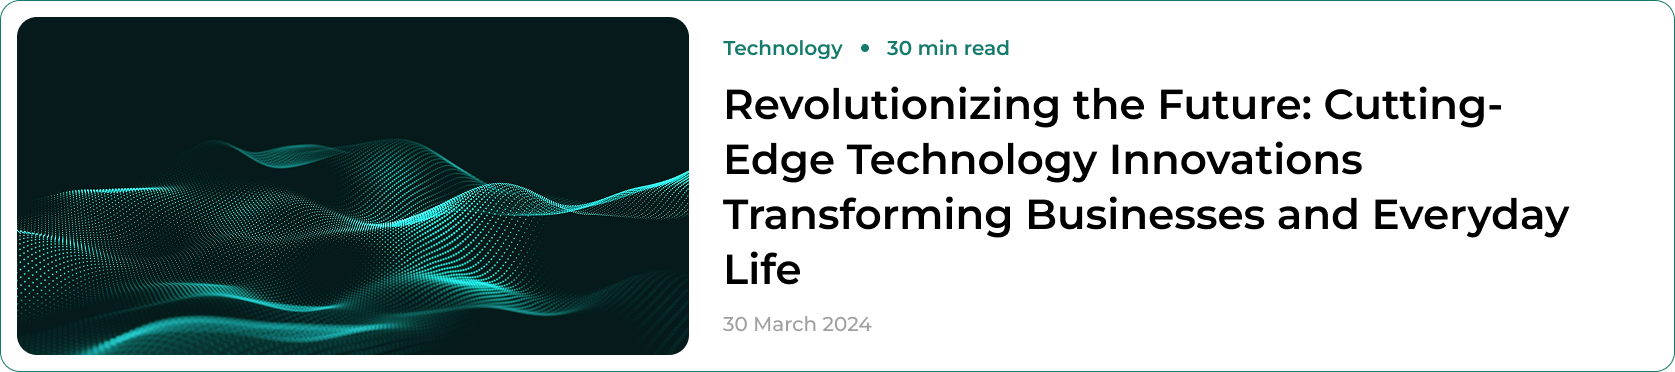 Technology • 30 min read
Revolutionizing the Future: Cutting-
Edge Technology Innovations
Transforming Businesses and Everyday
Life
30 March 2024